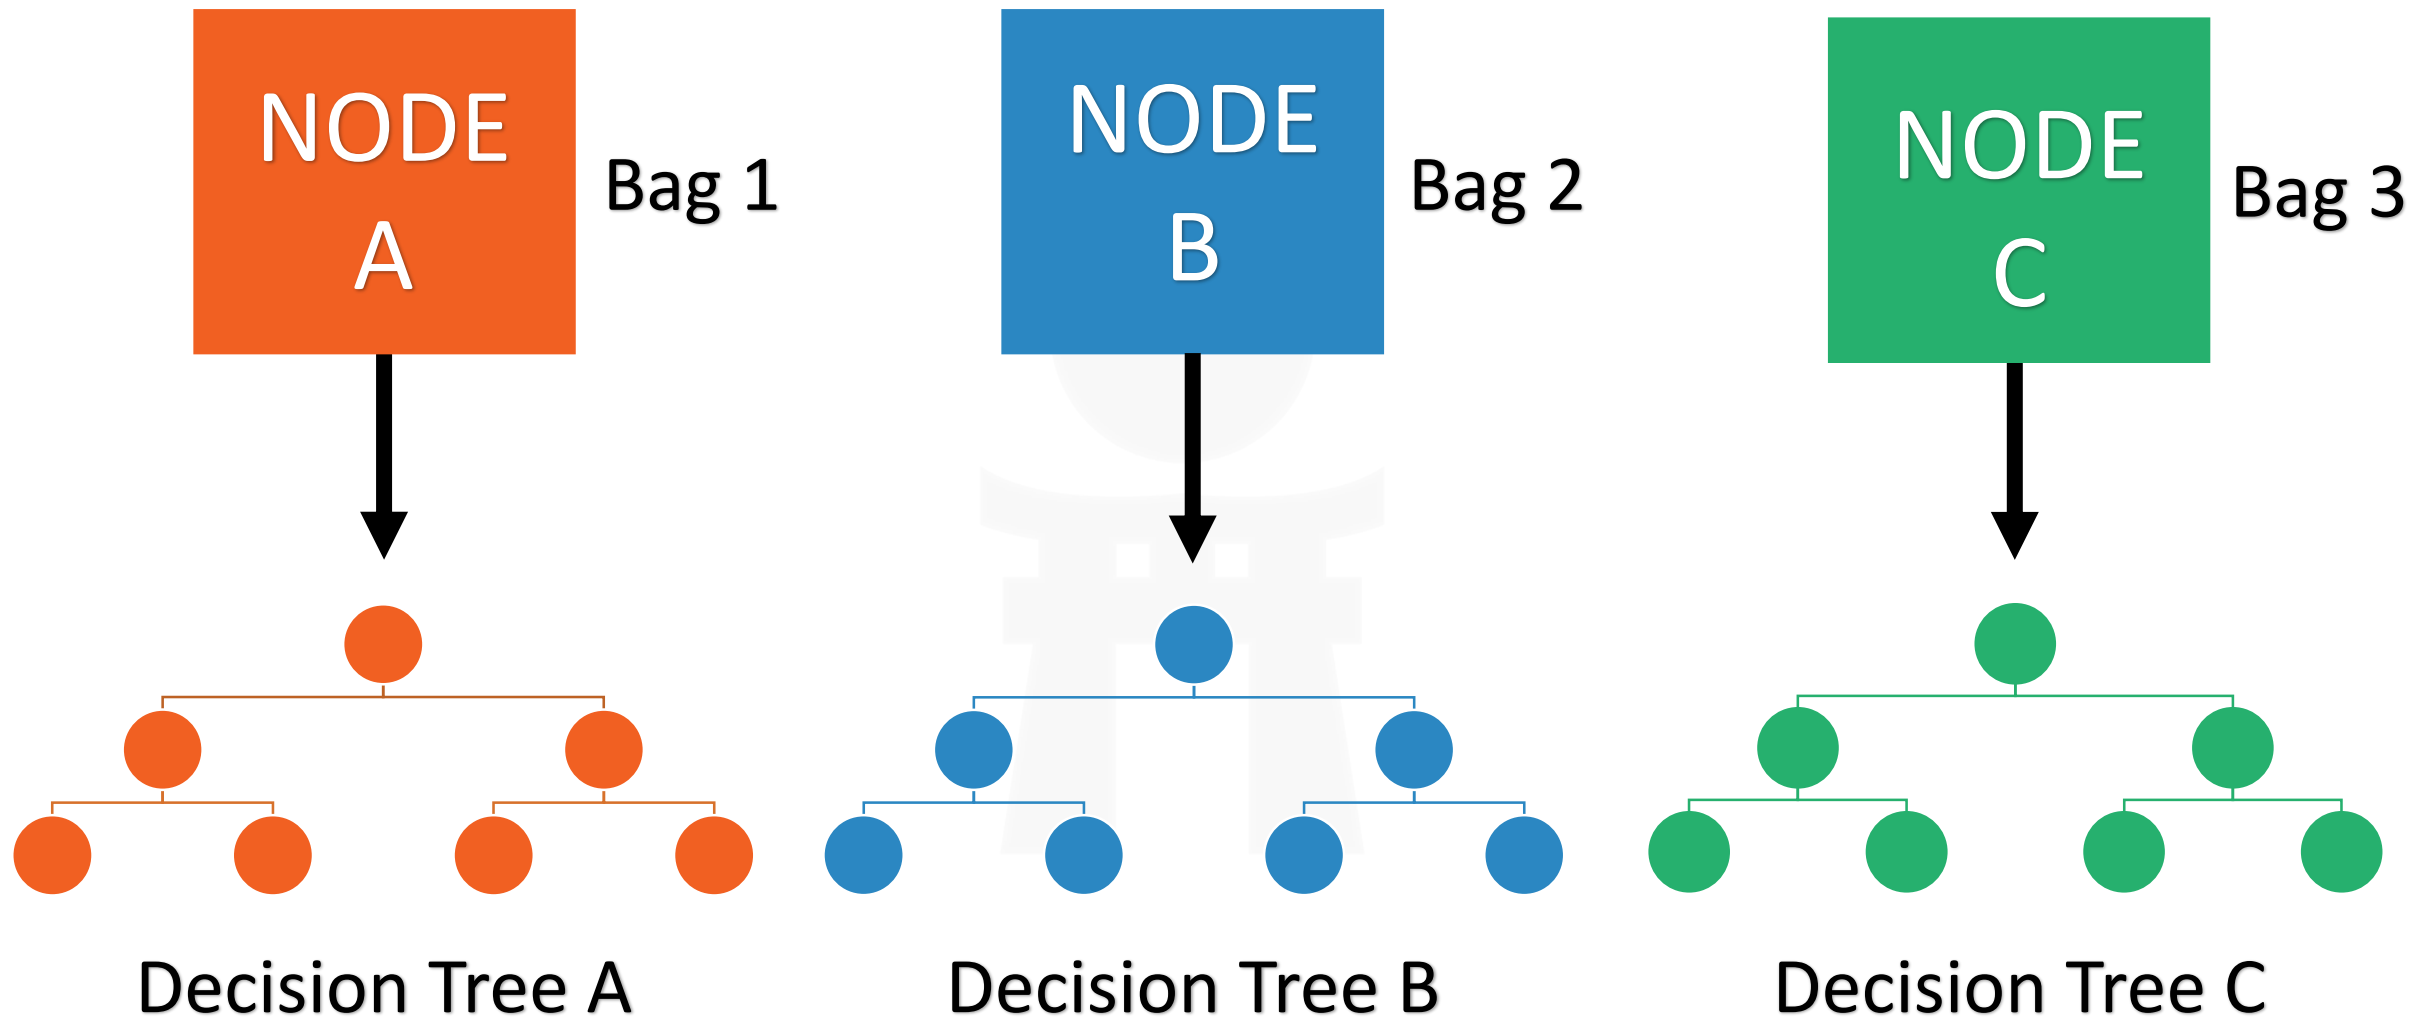 NODE
A
Bag 1
NODE
B
Bag 2
NODE
C
Bag 3
Decision Tree A
Decision Tree B
Decision Tree C